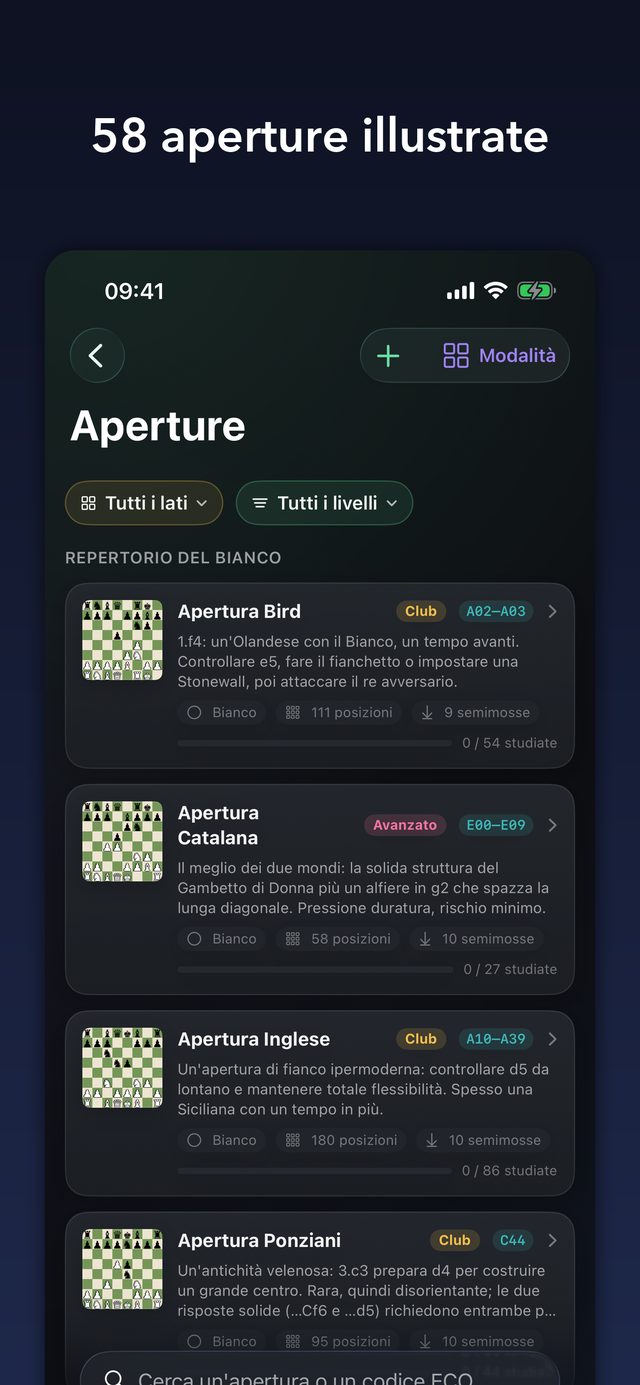 58 aperture illustrate
09:41
Modalità
Aperture
Tutti i lati
Tutti i livelli
REPERTORIO DEL BIANCO
Apertura Bird
Club
A02–A03
1.f4: un'Olandese con il Bianco, un tempo avanti.
Controllare e5, fare il fianchetto o impostare una
Stonewall, poi attaccare il re avversario.
Bianco
111 posizioni
9 semimosse
0 / 54 studiate
Apertura
Catalana
Avanzato
E00–E09
Il meglio dei due mondi: la solida struttura del
Gambetto di Donna più un alfiere in g2 che spazza la
lunga diagonale. Pressione duratura, rischio minimo.
Bianco
58 posizioni
10 semimosse
0 / 27 studiate
Apertura Inglese
Club
A10–A39
Un'apertura di fianco ipermoderna: controllare d5 da
lontano e mantenere totale flessibilità. Spesso una
Siciliana con un tempo in più.
Bianco
180 posizioni
10 semimosse
0 / 86 studiate
Apertura Ponziani
Club
C44
Un'antichità velenosa: 3.c3 prepara d4 per costruire
un grande centro. Rara, quindi disorientante; le due
risposte solide (...Cf6 e ...d5) richiedono entrambe p...
Bianco
95 posizioni
10 semimosse
Cerca un'apertura o un codice ECO